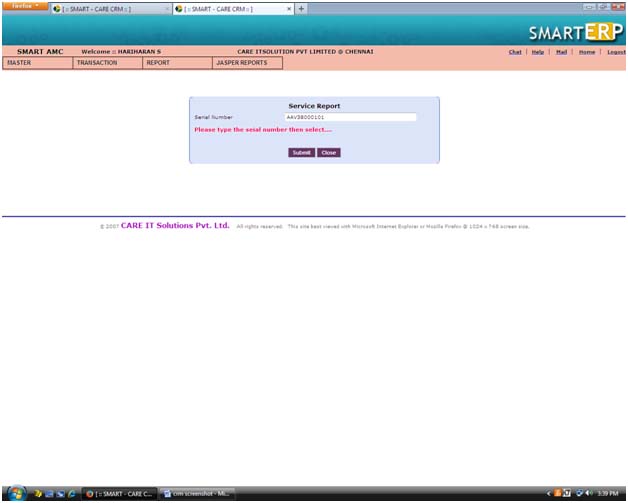 Firefox
[ :: SMART - CARE CRM :: ] × [ :: SMART - CARE CRM :: ] × +
SMARTERP
SMART AMC Welcome :: HARIHARAN S CARE ITSOLUTION PVT LIMITED @ CHENNAI Chat | Help | Mail | Home | Logout
MASTER TRANSACTION REPORT JASPER REPORTS
Service Report
Serial Number AAV38000101
Please type the serial number then select....
Submit Close
© 2007 CARE IT Solutions Pvt. Ltd. All rights reserved. This site best viewed with Microsoft Internet Explorer or Mozilla Firefox @ 1024 x 768 screen size.
[ :: SMART - CARE C... crm screenshot - Mi... 3:39 PM